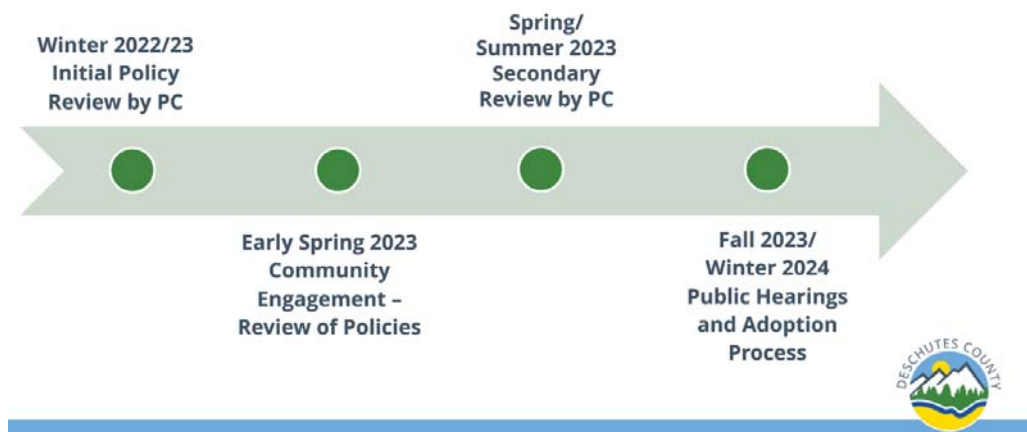 Winter 2022/23
Initial Policy
Review by PC
Early Spring 2023
Community
Engagement –
Review of Policies
Spring/
Summer 2023
Secondary
Review by PC
Fall 2023/
Winter 2024
Public Hearings
and Adoption
Process
DESCHUTES COUNTY